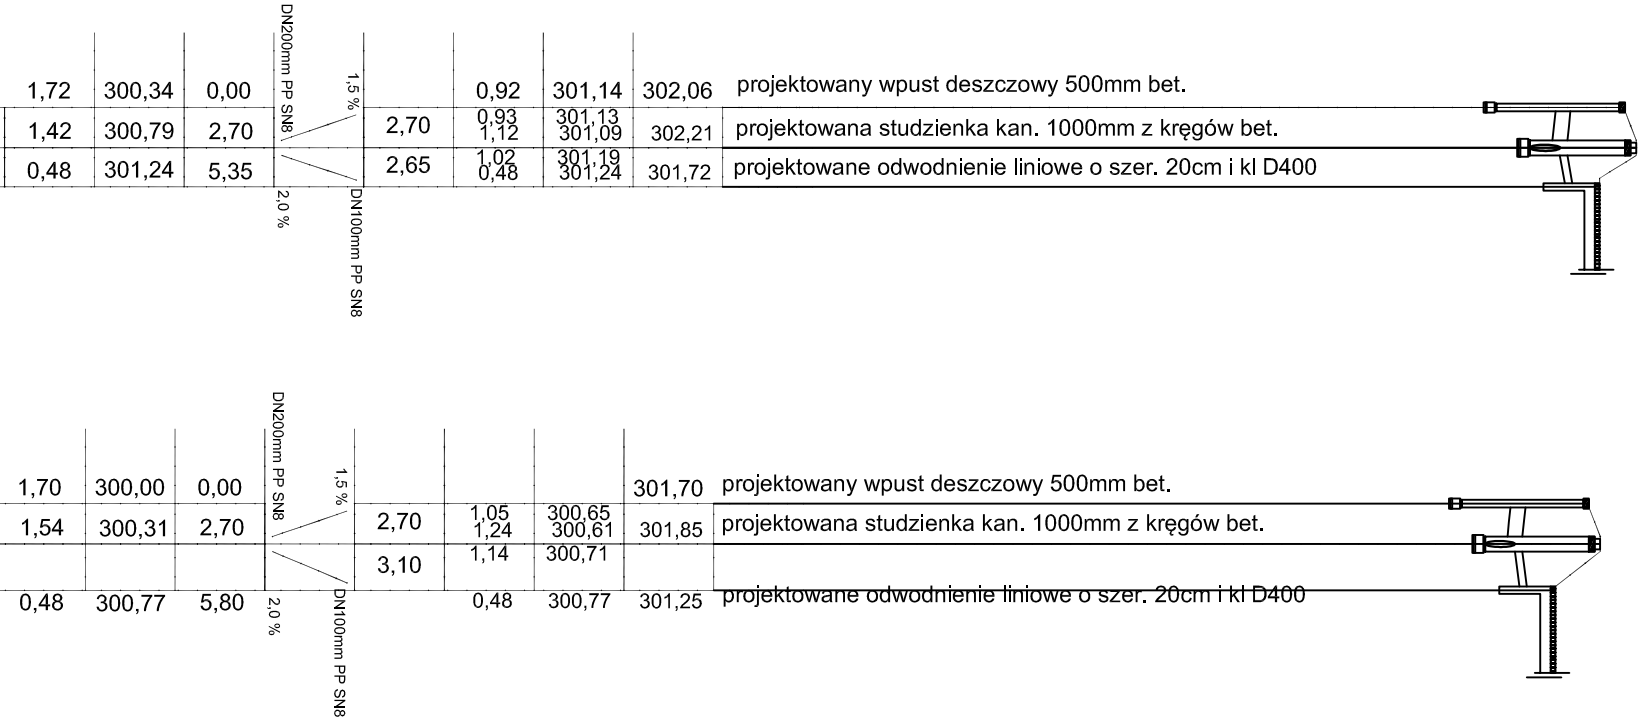 DN200mm PP SN8
1,5 %
1,72 300,34 0,00 0,92 301,14 302,06 projektowany wpust deszczowy 500mm bet.
2,70 0,93 301,13
1,42 300,79 2,70 1,12 301,09 302,21 projektowana studzienka kan. 1000mm z kręgów bet.
2,65 1,02 301,19
0,48 301,24 5,35 0,48 301,24 301,72 projektowane odwodnienie liniowe o szer. 20cm i kl D400
2,0 %
DN100mm PP SN8
DN200mm PP SN8
1,5 %
1,70 300,00 0,00 301,70 projektowany wpust deszczowy 500mm bet.
2,70 1,05 300,65
1,54 300,31 2,70 1,24 300,61 301,85 projektowana studzienka kan. 1000mm z kręgów bet.
3,10 1,14 300,71
0,48 300,77 5,80 0,48 300,77 301,25 projektowane odwodnienie liniowe o szer. 20cm i kl D400
2,0 %
DN100mm PP SN8